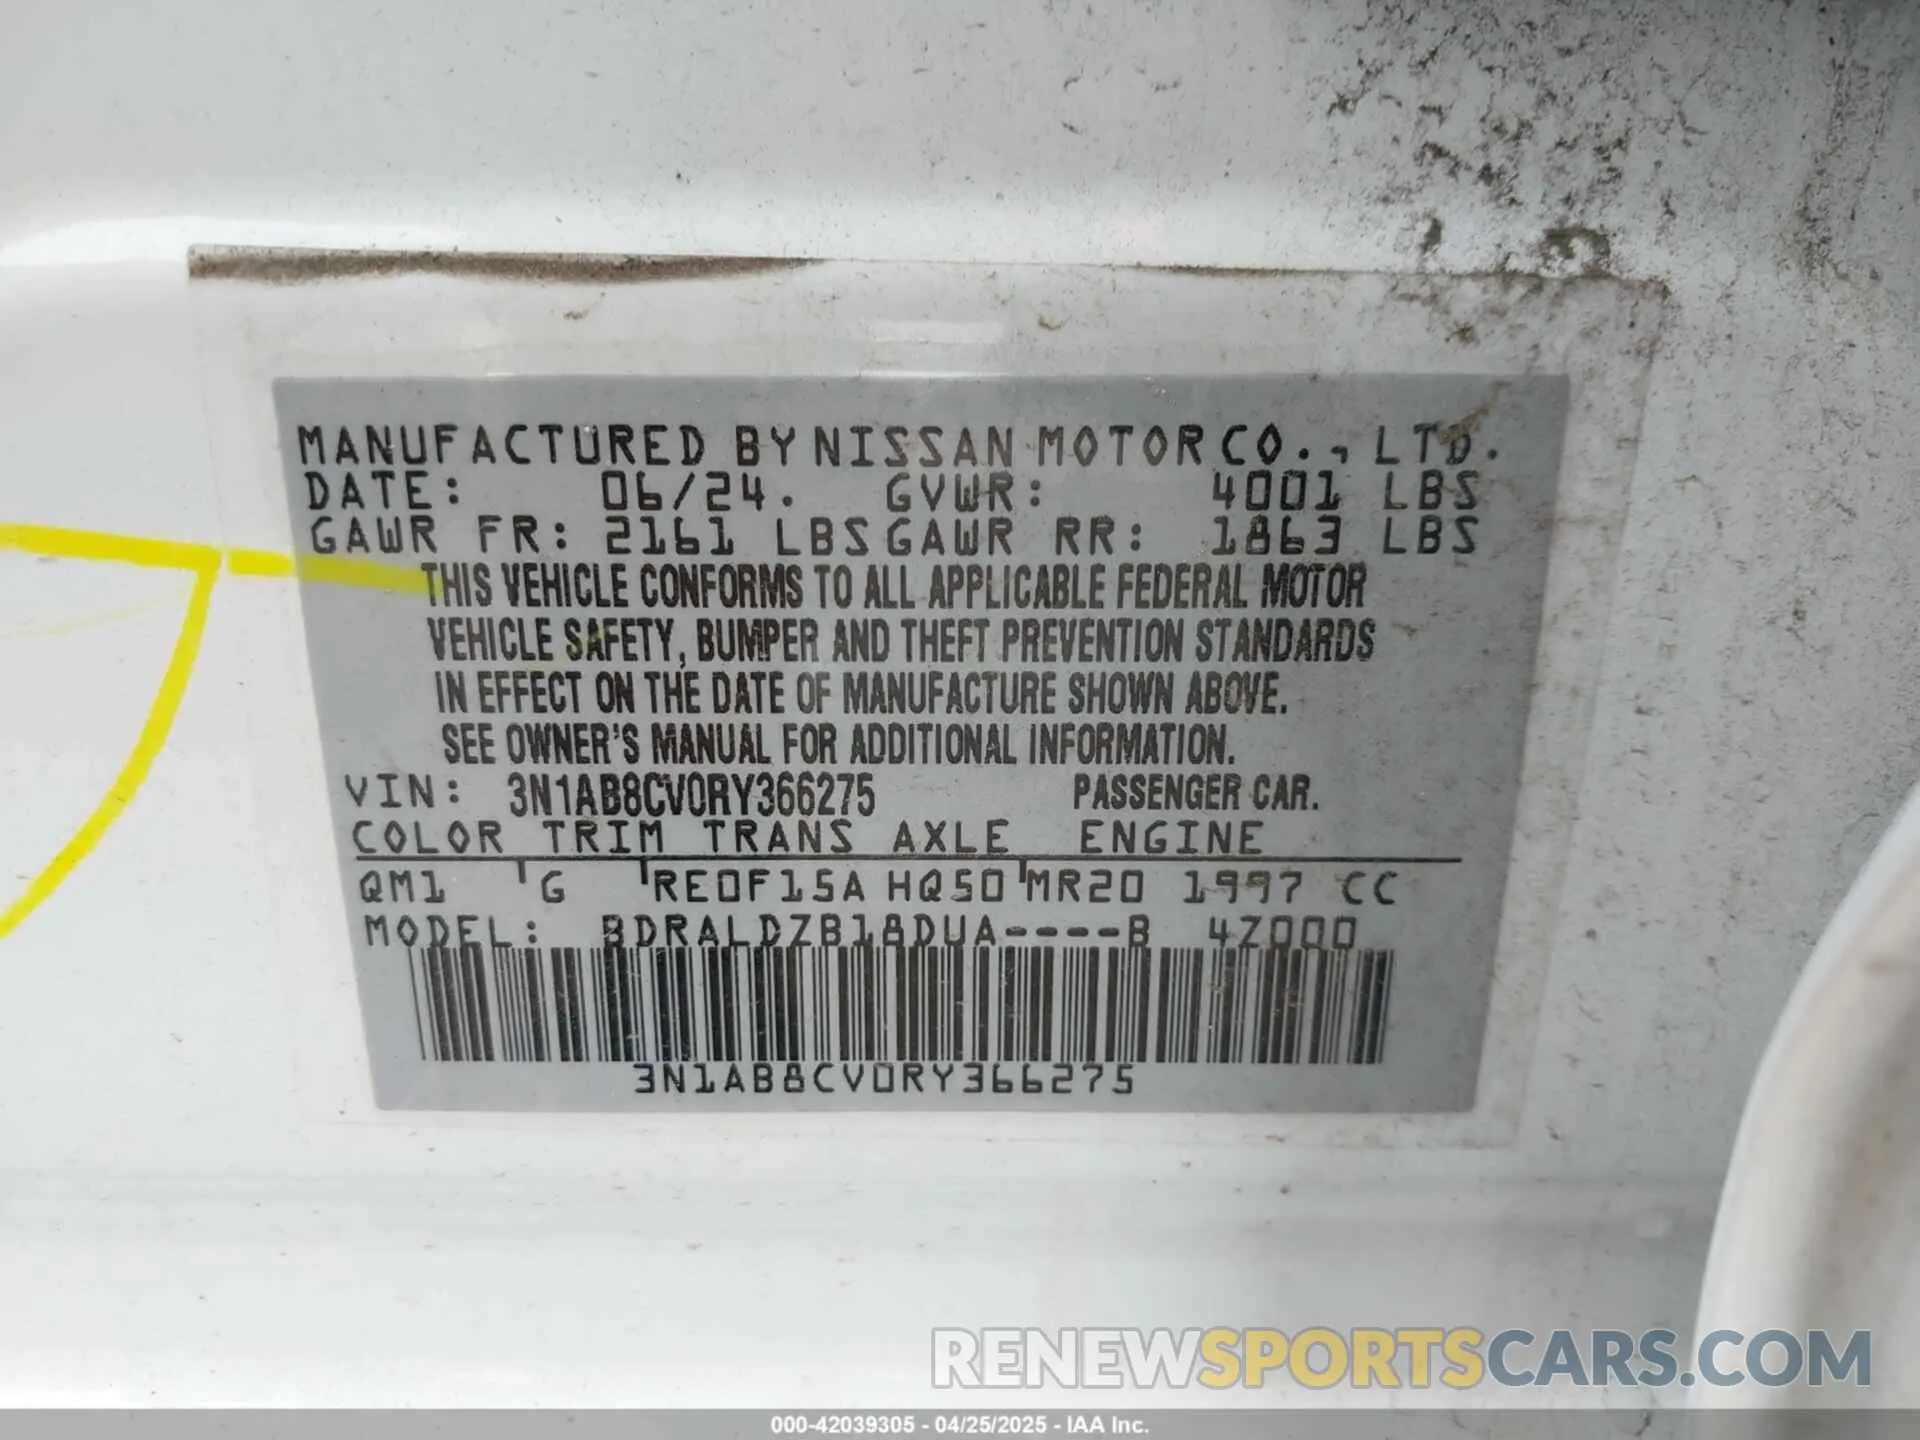 MANUFACTURED BY NISSAN MOTOR CO., LTD.
DATE: 06/24. GVWR: 4001 LBS
GAWR FR: 2161 LBS GAWR RR: 1863 LBS
THIS VEHICLE CONFORMS TO ALL APPLICABLE FEDERAL MOTOR
VEHICLE SAFETY, BUMPER AND THEFT PREVENTION STANDARDS
IN EFFECT ON THE DATE OF MANUFACTURE SHOWN ABOVE.
SEE OWNER'S MANUAL FOR ADDITIONAL INFORMATION.
VIN: 3N1AB8CV0RY366275 PASSENGER CAR.
COLOR TRIM TRANS AXLE ENGINE
QM1 G RE0F15A HQ50 MR20 1997 CC
MODEL: BDRALDZB18DUA----B 4Z000
3N1AB8CV0RY366275
RENEWSPORTSCARS.COM
000-42039305 - 04/25/2025 - IAA Inc.